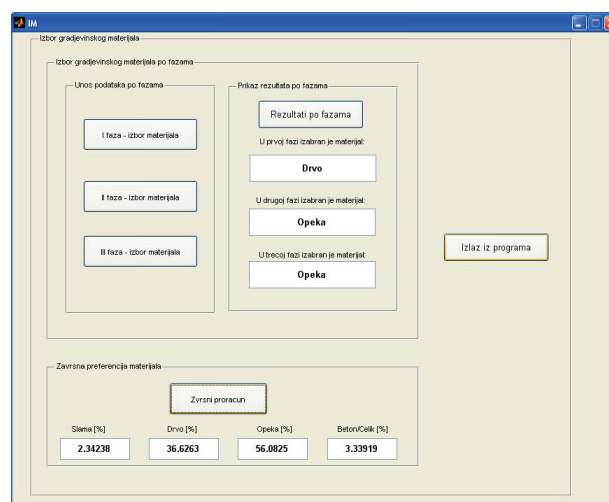 IM
Izbor gradjevinskog materijala
Izbor gradjevinskog materijala po fazama
Unos podataka po fazama
I faza - izbor materijala
II faza - izbor materijala
III faza - izbor materijala
Prikaz rezultata po fazama
Rezultati po fazama
U prvoj fazi izabran je materijal:
Drvo
U drugoj fazi izabran je materijal:
Opeka
U trecoj fazi izabran je materijal:
Opeka
Izlaz iz programa
Zavrsna preferencija materijala
Zvrsni proracun
Slama [%] Drvo [%] Opeka [%] Beton/Celik [%]
2.34238 36.6263 56.0825 3.33919